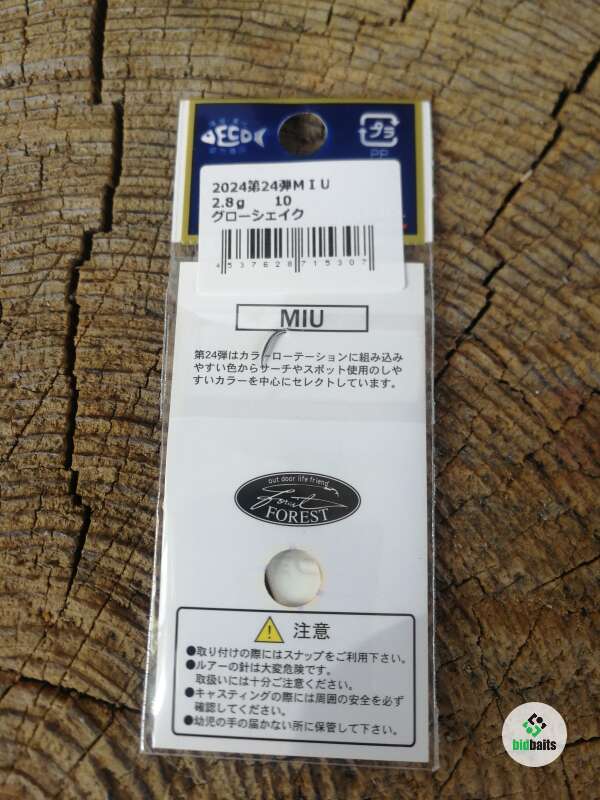 ECO
プラ
PP
2024第24弾MIU
2.8g 10
グローシェイク
4537628715307
MIU
第24弾はカラーローテーションに組み込み
やすい色からサーチやスポット使用のしや
すいカラーを中心にセレクトしています。
out door life friend
Forest
FOREST
注意
●取り付けの際にはスナップをご利用下さい。
●ルアーの針は大変危険です。
取扱いには十分ご注意ください。
●キャスティングの際には周囲の安全を必ず
確認してください。
●幼児の手の届かない所に保管して下さい。
bidbaits